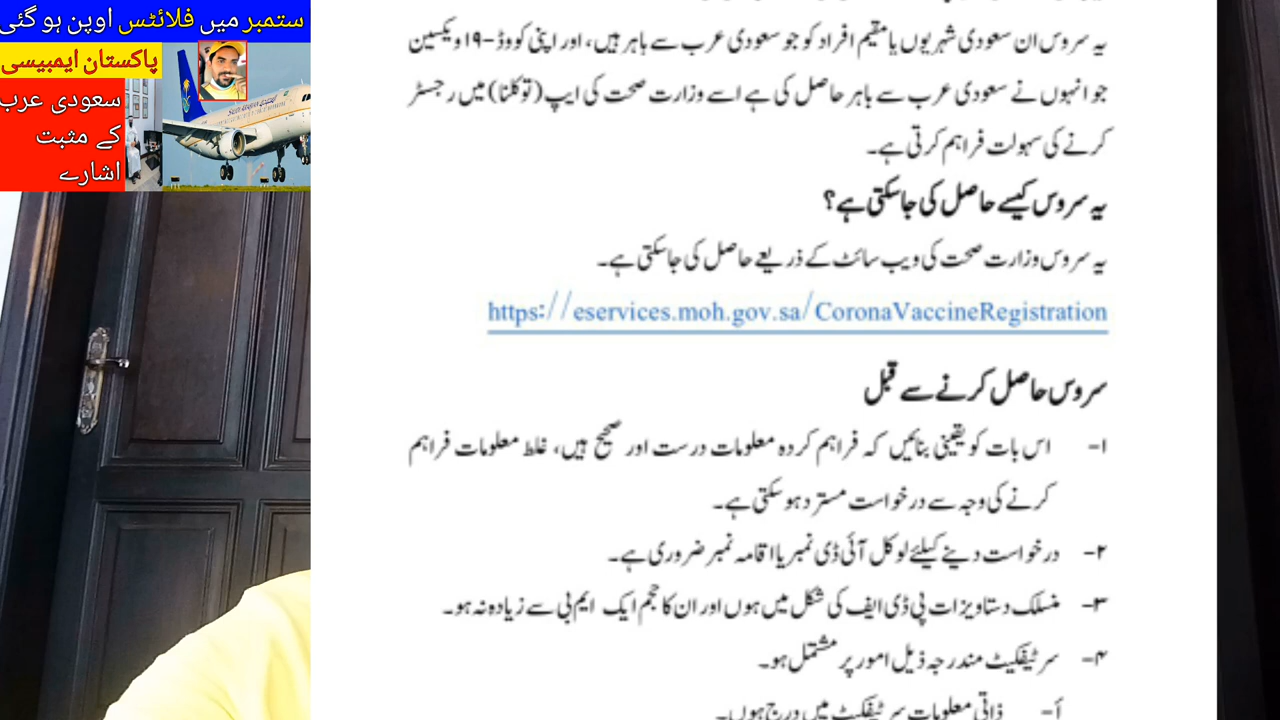 ستمبر میں فلائٹس اوپن ہو گئی
پاکستان ایمبیسی
سعودی عرب
کے مثبت
اشارے
یہ سروس ان سعودی شہریوں یا مقیم افراد کو جو سعودی عرب سے باہر ہیں، اور اپنی کووڈ-۱۹ ویکسین
جو انہوں نے سعودی عرب سے باہر حاصل کی ہے اسے وزارت صحت کی ایپ (توکلنا) میں رجسٹر
کرنے کی سہولت فراہم کرتی ہے۔
یہ سروس کیسے حاصل کی جاسکتی ہے؟
یہ سروس وزارت صحت کی ویب سائٹ کے ذریعے حاصل کی جاسکتی ہے۔
https://eservices.moh.gov.sa/CoronaVaccineRegistration
سروس حاصل کرنے سے قبل
۱- اس بات کو یقینی بنائیں کہ فراہم کردہ معلومات درست اور صحیح ہیں، غلط معلومات فراہم
کرنے کی وجہ سے درخواست مسترد ہوسکتی ہے۔
۲- درخواست دینے کیلئے لوکل آئی ڈی نمبر یا اقامہ نمبر ضروری ہے۔
۳- منسلک دستاویزات پی ڈی ایف کی شکل میں ہوں اور ان کا حجم ایک ایم بی سے زیادہ نہ ہو۔
۴- سرٹیفکیٹ مندرجہ ذیل امور پر مشتمل ہو۔
أ- ذاتی معلومات سرٹیفکیٹ میں درج ہوں۔